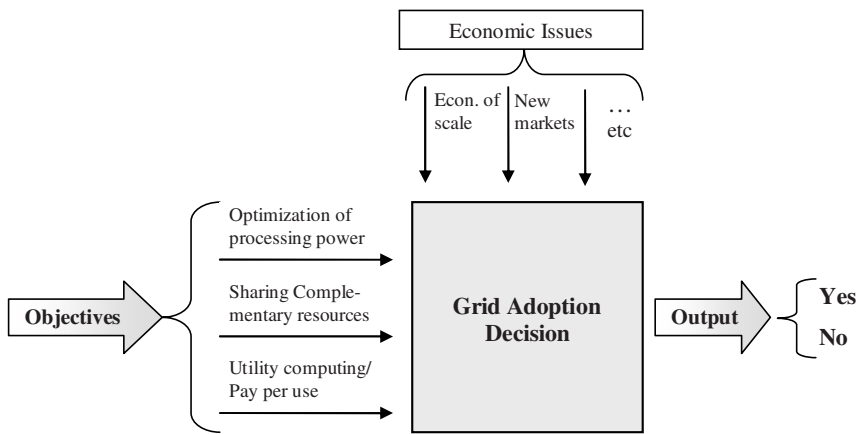 Economic Issues
Econ. of
scale
New
markets
…
etc
Optimization of
processing power
Sharing Comple-
mentary resources
Utility computing/
Pay per use
Objectives
Grid Adoption
Decision
Output
Yes
No